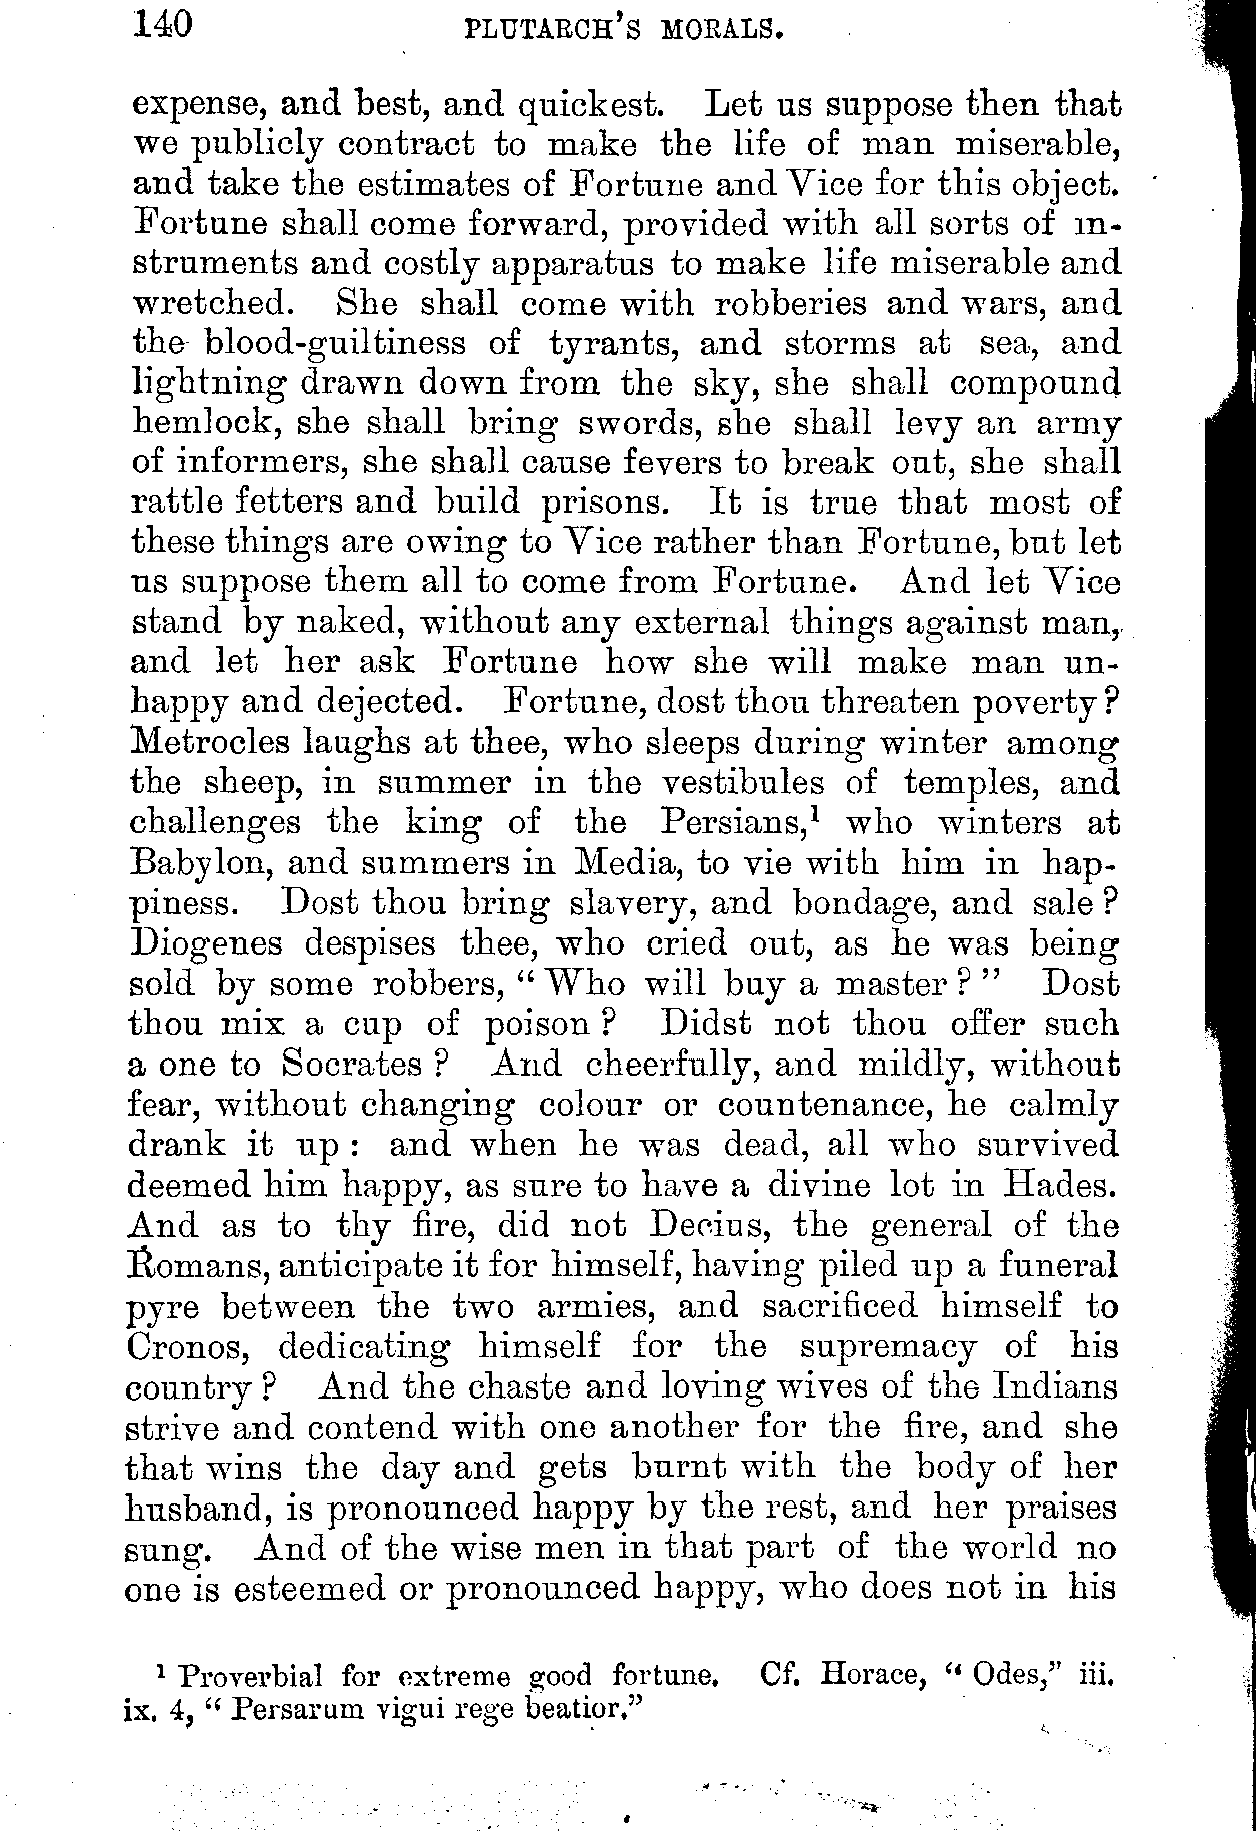 140 PLUTARCH'S MORALS.
expense, and best, and quickest. Let us suppose then that
we publicly contract to make the life of man miserable,
and take the estimates of Fortune and Vice for this object.
Fortune shall come forward, provided with all sorts of in-
struments and costly apparatus to make life miserable and
wretched. She shall come with robberies and wars, and
the blood-guiltiness of tyrants, and storms at sea, and
lightning drawn down from the sky, she shall compound
hemlock, she shall bring swords, she shall levy an army
of informers, she shall cause fevers to break out, she shall
rattle fetters and build prisons. It is true that most of
these things are owing to Vice rather than Fortune, but let
us suppose them all to come from Fortune. And let Vice
stand by naked, without any external things against man,
and let her ask Fortune how she will make man un-
happy and dejected. Fortune, dost thou threaten poverty?
Metrocles laughs at thee, who sleeps during winter among
the sheep, in summer in the vestibules of temples, and
challenges the king of the Persians,¹ who winters at
Babylon, and summers in Media, to vie with him in hap-
piness. Dost thou bring slavery, and bondage, and sale?
Diogenes despises thee, who cried out, as he was being
sold by some robbers, "Who will buy a master?" Dost
thou mix a cup of poison? Didst not thou offer such
a one to Socrates? And cheerfully, and mildly, without
fear, without changing colour or countenance, he calmly
drank it up: and when he was dead, all who survived
deemed him happy, as sure to have a divine lot in Hades.
And as to thy fire, did not Decius, the general of the
Romans, anticipate it for himself, having piled up a funeral
pyre between the two armies, and sacrificed himself to
Cronos, dedicating himself for the supremacy of his
country? And the chaste and loving wives of the Indians
strive and contend with one another for the fire, and she
that wins the day and gets burnt with the body of her
husband, is pronounced happy by the rest, and her praises
sung. And of the wise men in that part of the world no
one is esteemed or pronounced happy, who does not in his
¹ Proverbial for extreme good fortune. Cf. Horace, "Odes," iii.
ix. 4, "Persarum vigui rege beatior."